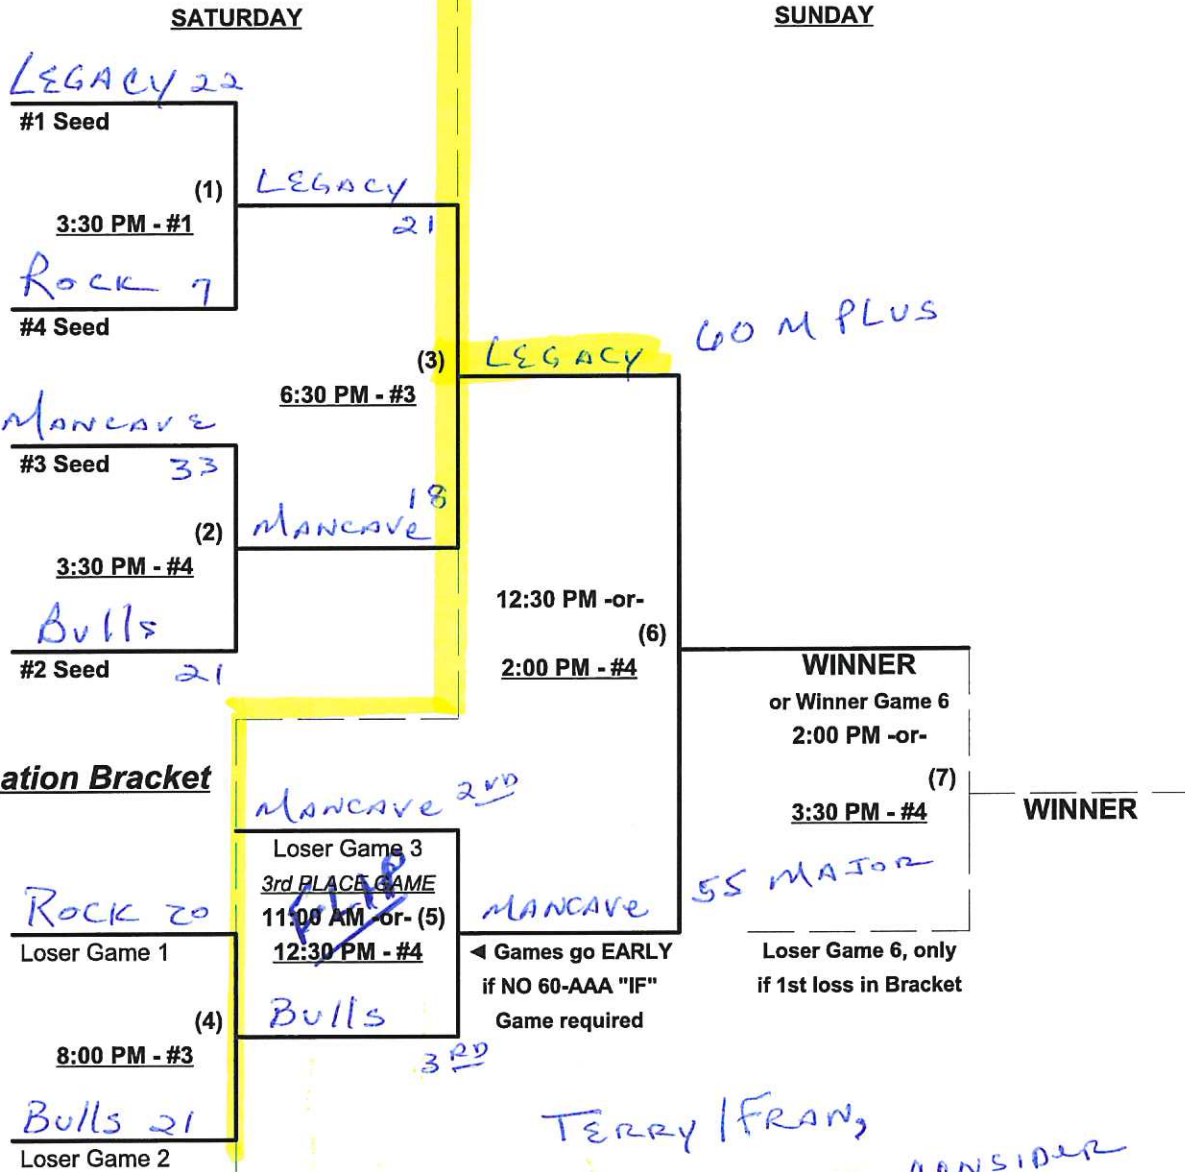 SATURDAY
SUNDAY
LEGACY 22
#1 Seed
(1)
LEGACY
3:30 PM - #1
21
ROCK 7
#4 Seed
60 M PLUS
(3)
LEGACY
6:30 PM - #3
MANCAVE
#3 Seed 33
18
(2)
MANCAVE
3:30 PM - #4
12:30 PM -or-
Bulls
(6)
#2 Seed
21
2:00 PM - #4
WINNER
or Winner Game 6
2:00 PM -or-
ation Bracket
(7)
MANCAVE 2ND
3:30 PM - #4
WINNER
Loser Game 3
3rd PLACE GAME
FLIP
55 MAJOR
ROCK 20
11:00 AM -or- (5)
MANCAVE
Loser Game 1
12:30 PM - #4
◄ Games go EARLY
Loser Game 6, only
if NO 60-AAA "IF"
if 1st loss in Bracket
(4)
Bulls
Game required
8:00 PM - #3
3RD
Bulls 21
TERRY / FRAN,
Loser Game 2